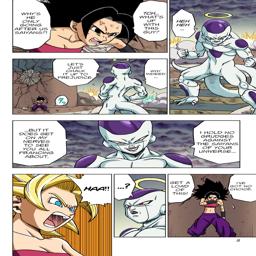 WHY'S
HE
ONLY
GOING
AFTER US
SAIYANS!?
TCH...
WHAT'S
UP WITH
THIS
GUY?
HEH
HEH...
LET'S
JUST
CHALK IT
UP TO
PREJUDICE.
WHY
INDEED!
BUT IT
DOES GET
ON MY
NERVES TO
SEE YOU
ALL
PRANCING
ABOUT.
I HOLD NO
GRUDGES
AGAINST
THE SAIYANS
OF YOUR
UNIVERSE...
HAA!!
...?
GET A
LOAD OF
THIS!
I'VE
GOT NO
CHOICE.